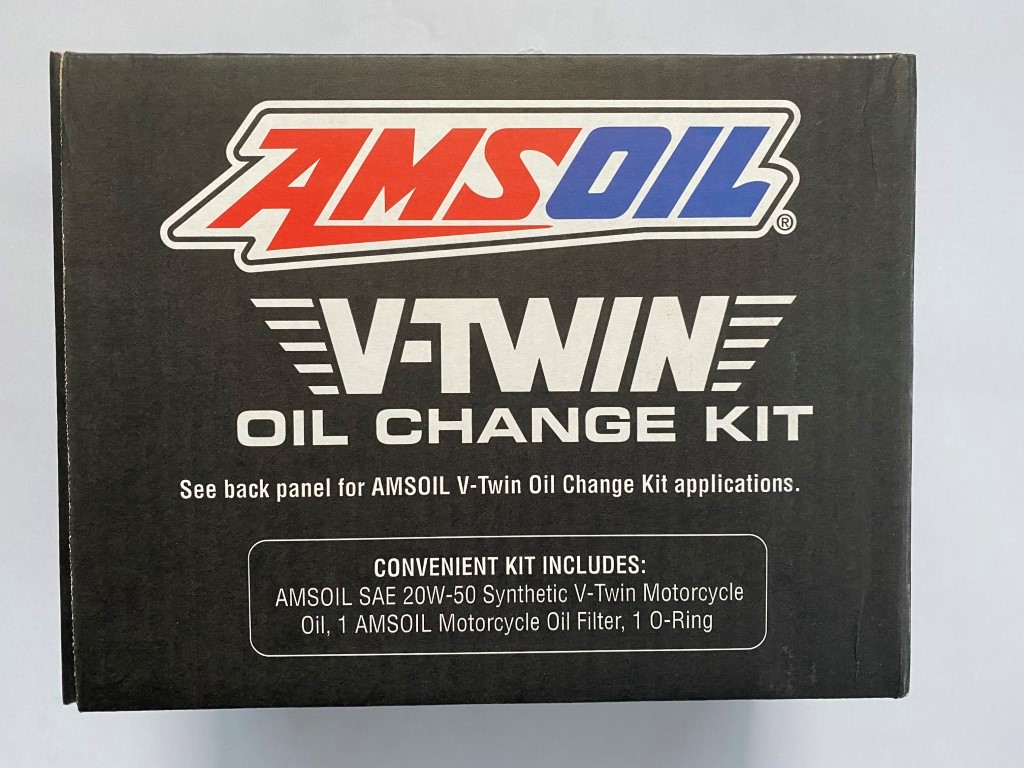 AMSOIL®
V-TWIN
OIL CHANGE KIT
See back panel for AMSOIL V-Twin Oil Change Kit applications.
CONVENIENT KIT INCLUDES:
AMSOIL SAE 20W-50 Synthetic V-Twin Motorcycle
Oil, 1 AMSOIL Motorcycle Oil Filter, 1 O-Ring